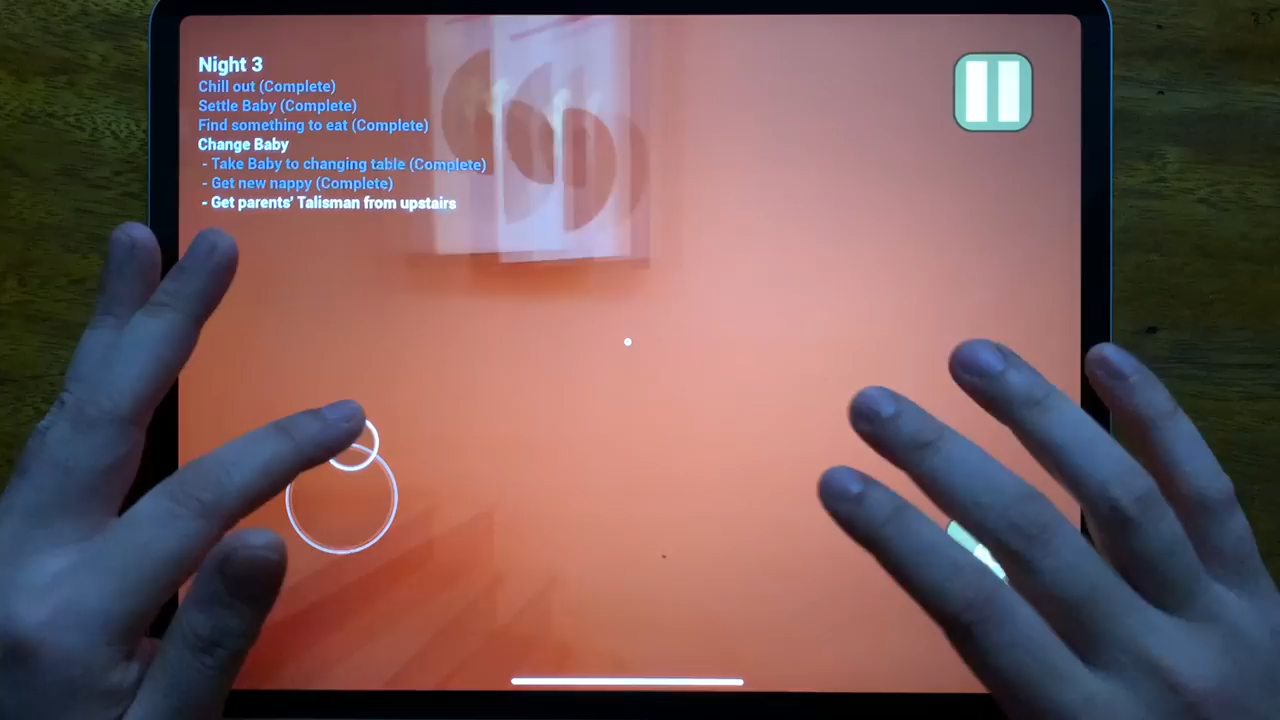 Night 3
Chill out (Complete)
Settle Baby (Complete)
Find something to eat (Complete)
Change Baby
- Take Baby to changing table (Complete)
- Get new nappy (Complete)
- Get parents' Talisman from upstairs